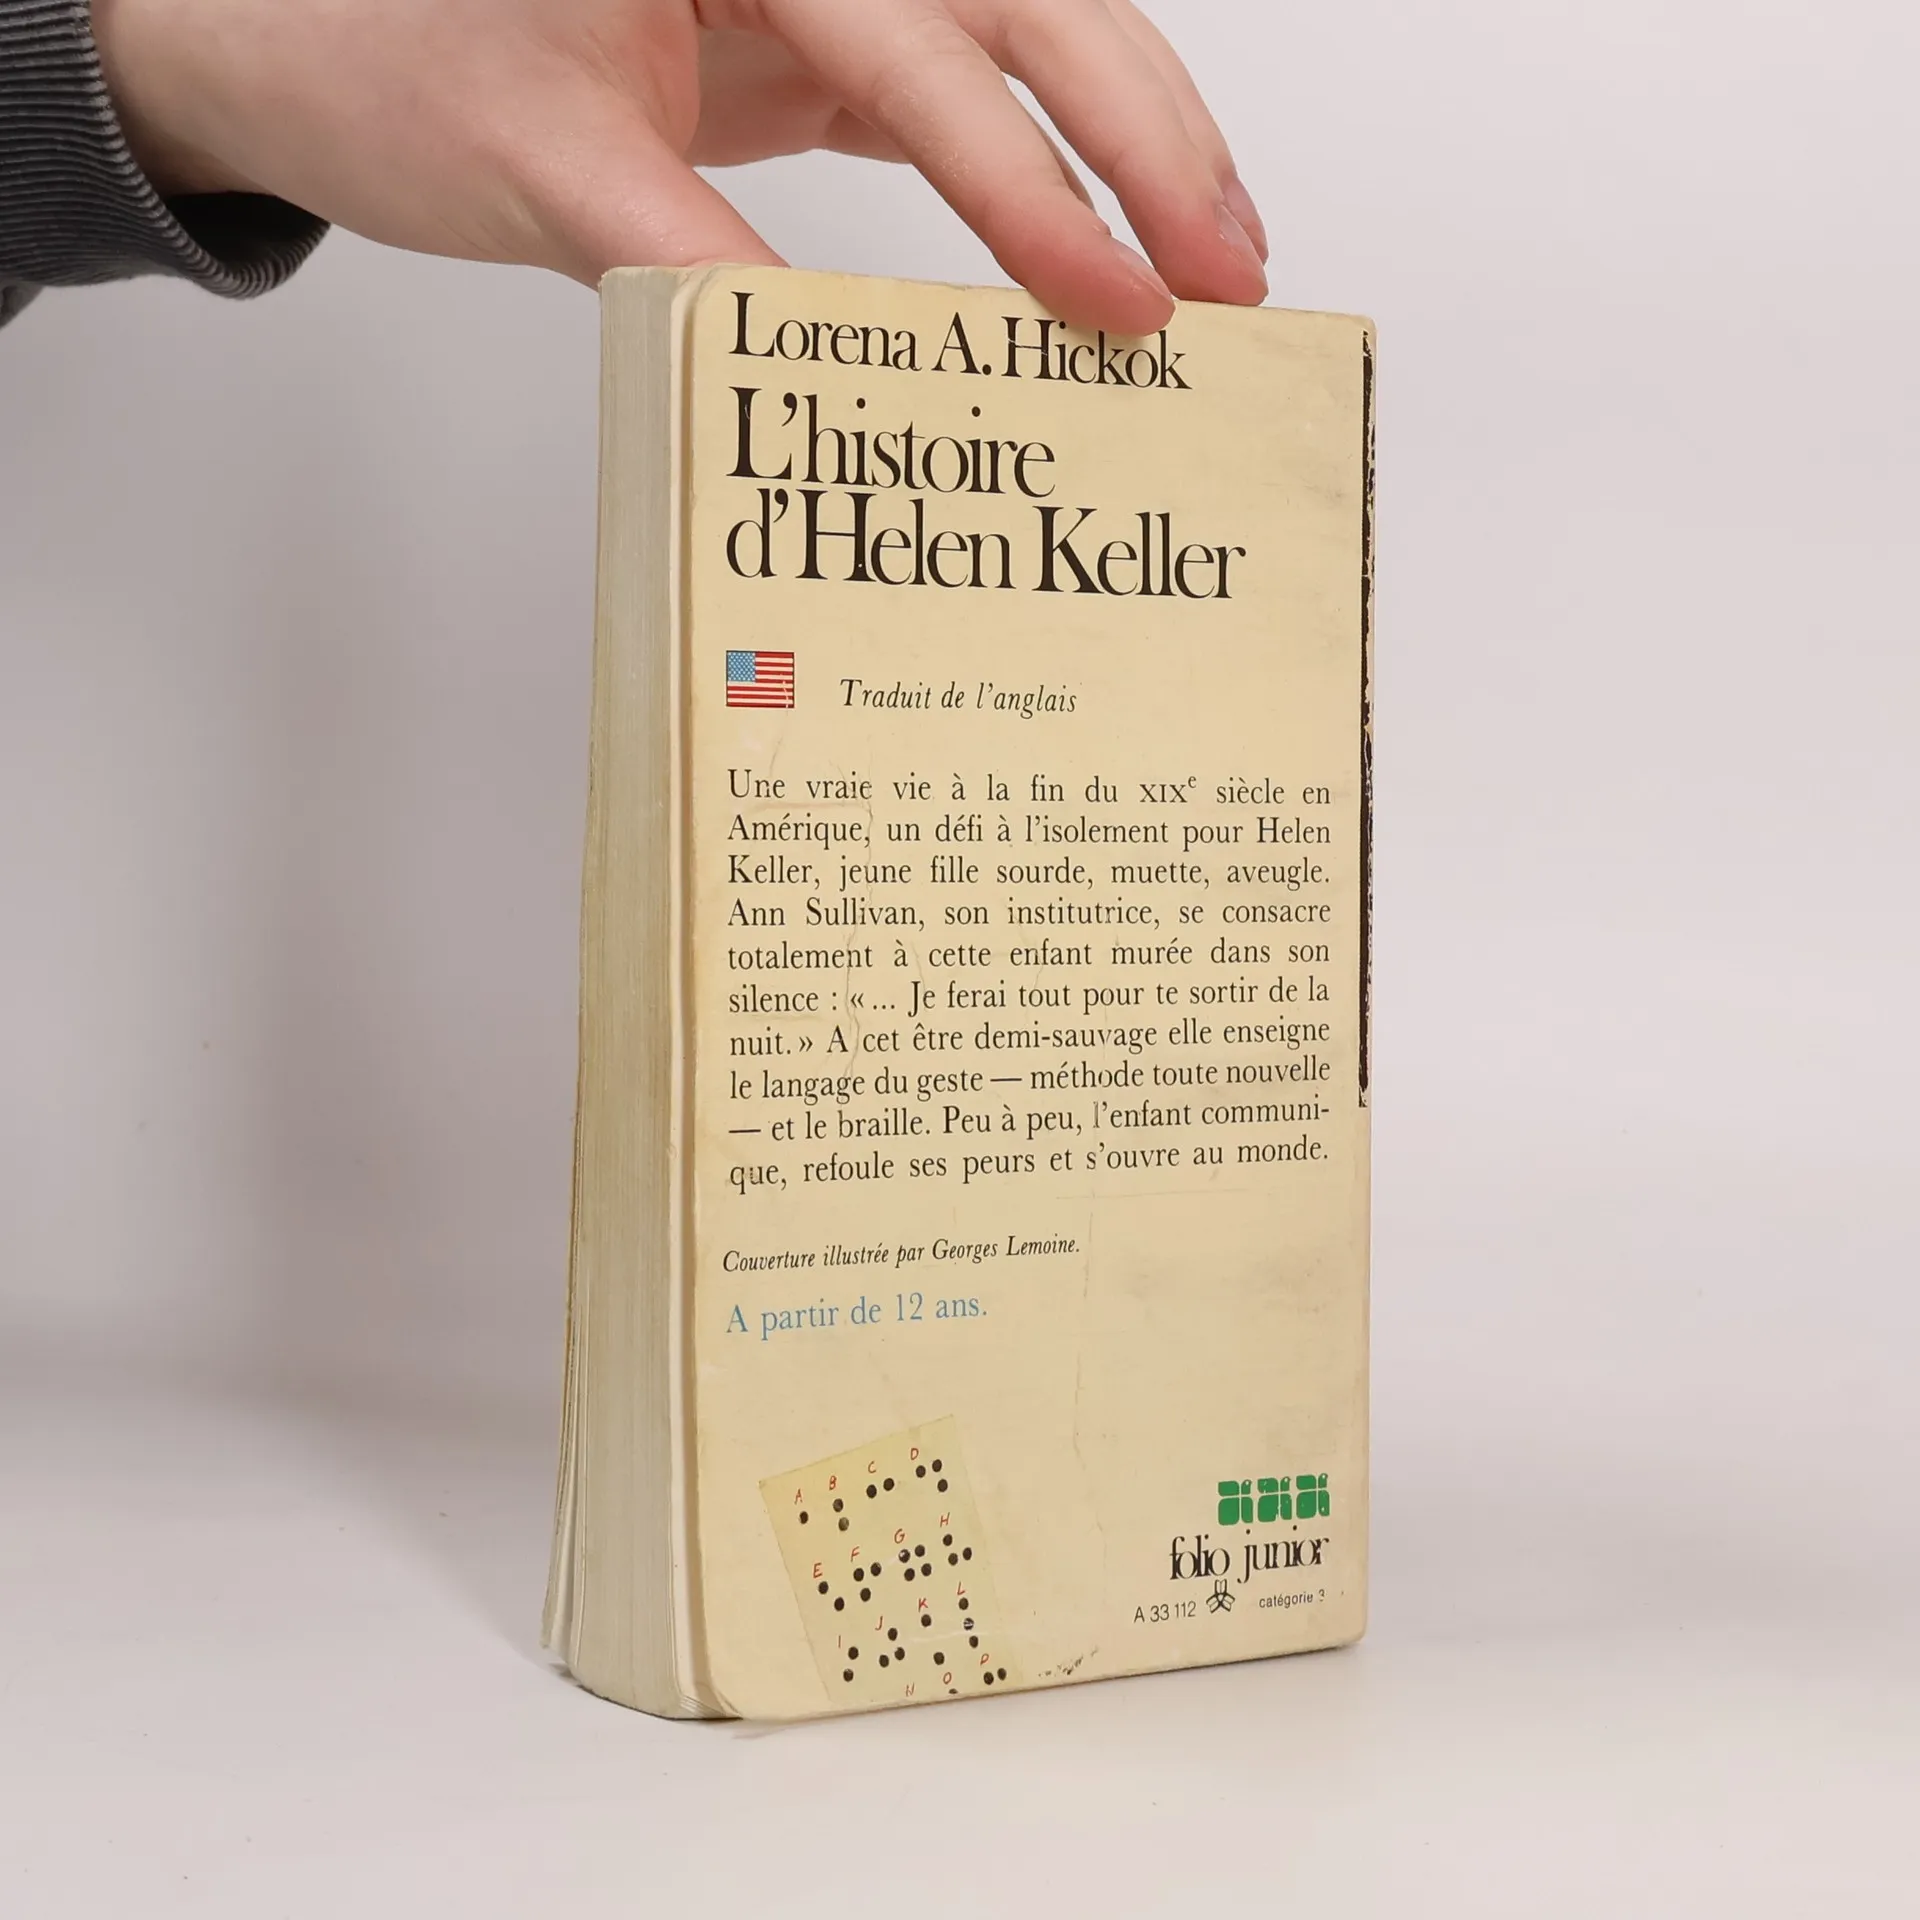 Lorena A. Hickok
L'histoire
d'Helen Keller
Traduit de l'anglais
Une vraie vie à la fin du XIXe siècle en
Amérique, un défi à l'isolement pour Helen
Keller, jeune fille sourde, muette, aveugle.
Ann Sullivan, son institutrice, se consacre
totalement à cette enfant murée dans son
silence : «... Je ferai tout pour te sortir de la
nuit.» A cet être demi-sauvage elle enseigne
le langage du geste — méthode toute nouvelle
— et le braille. Peu à peu, l'enfant communi-
que, refoule ses peurs et s'ouvre au monde.
Couverture illustrée par Georges Lemoine.
A partir de 12 ans.
A B C D
E F G H
I J K L
N O P
folio junior
A 33 112 catégorie 3